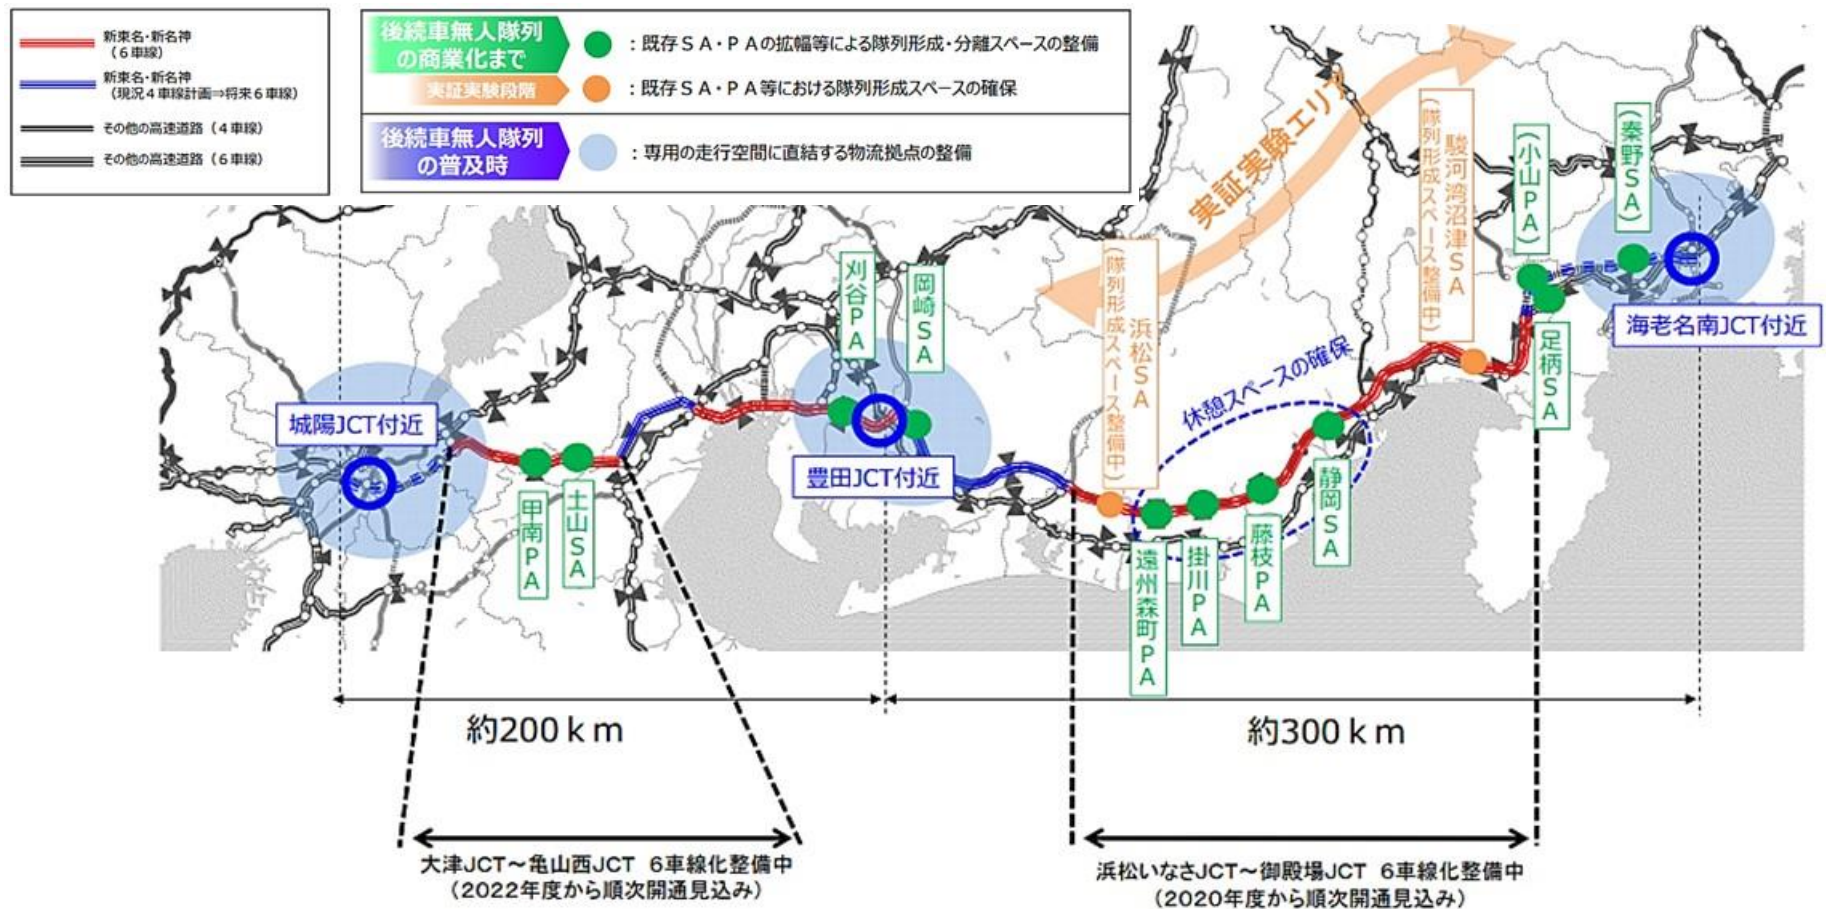 新東名・新名神
(6車線)
新東名・新名神
(現況4車線計画⇒将来6車線)
その他の高速道路(4車線)
その他の高速道路(6車線)
後続車無人隊列
の商業化まで
:既存SA・PAの拡幅等による隊列形成・分離スペースの整備
実証実験段階
:既存SA・PA等における隊列形成スペースの確保
後続車無人隊列
の普及時
:専用の走行空間に直結する物流拠点の整備
実証実験エリア
駿河湾沼津SA
(隊列形成スペース整備中)
(小山PA)
(秦野SA)
足柄SA
海老名南JCT付近
刈谷PA
岡崎SA
浜松SA
(隊列形成スペース整備中)
休憩スペースの確保
城陽JCT付近
豊田JCT付近
甲南PA
土山SA
遠州森町PA
掛川PA
藤枝PA
静岡SA
約200km
約300km
大津JCT～亀山西JCT 6車線化整備中
(2022年度から順次開通見込み)
浜松いなさJCT～御殿場JCT 6車線化整備中
(2020年度から順次開通見込み)